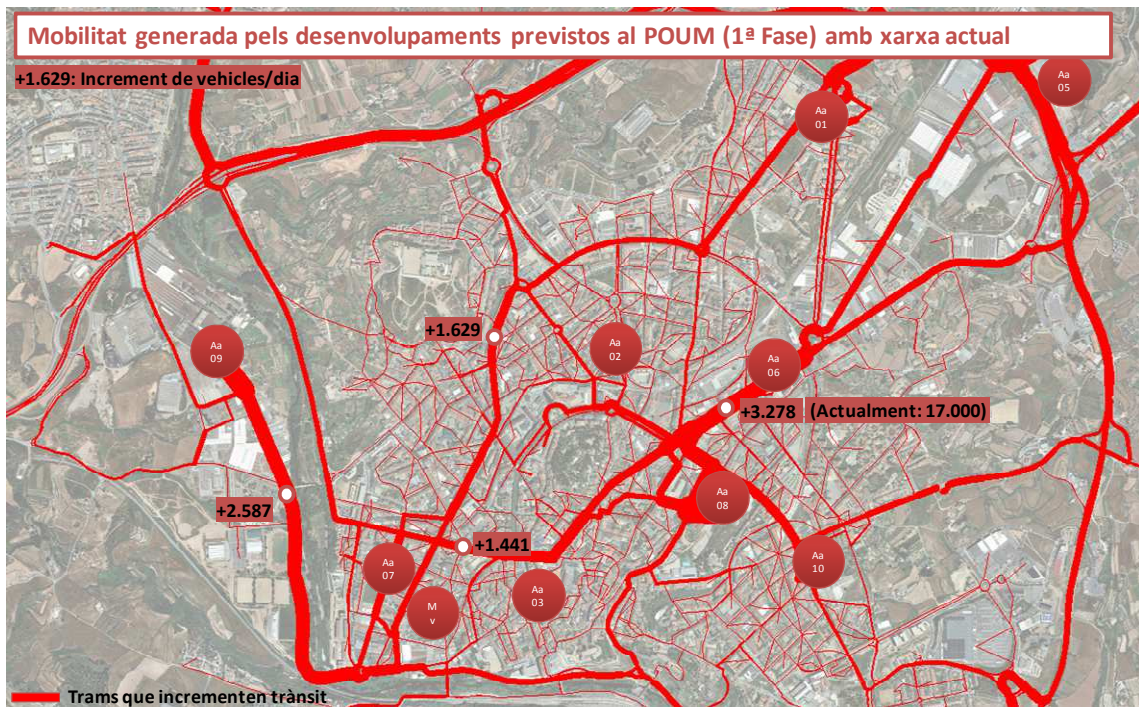 Mobilitat generada pels desenvolupaments previstos al POUM (1ª Fase) amb xarxa actual
+1.629: Increment de vehicles/dia
Aa
05
Aa
01
+1.629
Aa
02
Aa
09
Aa
06
+3.278 (Actualment: 17.000)
Aa
08
+2.587
+1.441
Aa
07
Aa
10
Aa
03
M
v
Trams que incrementen trànsit